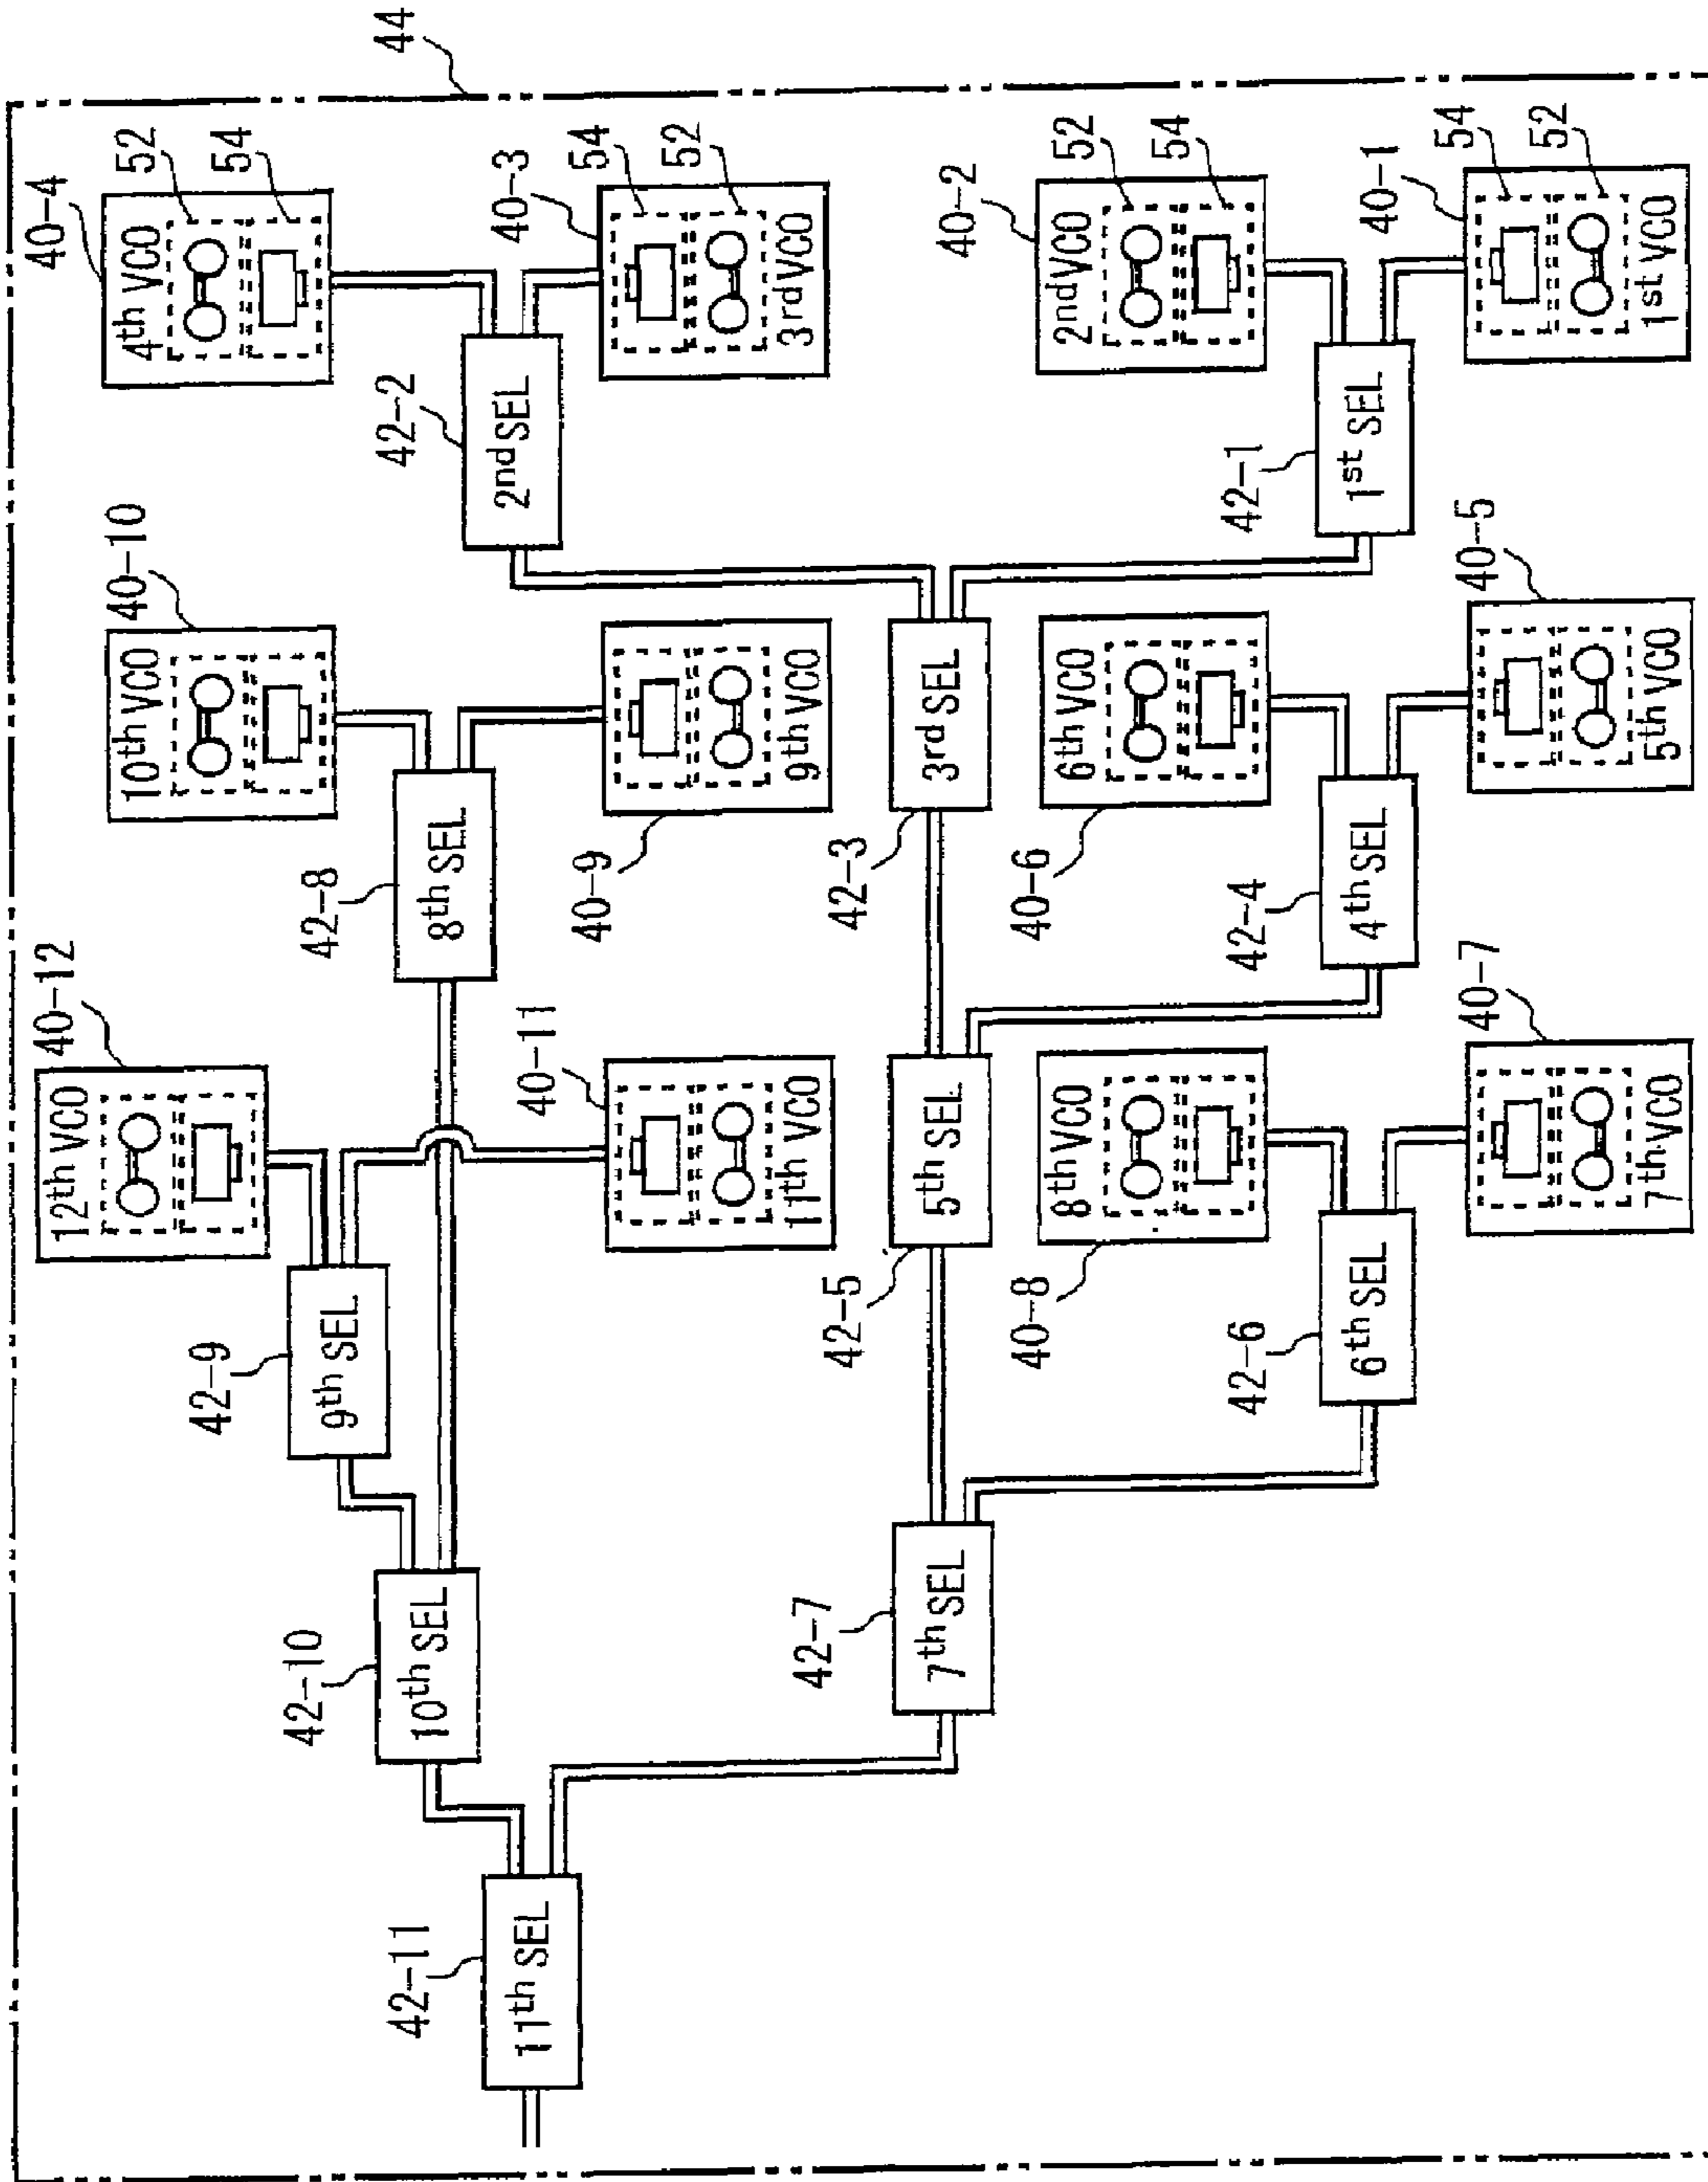 44
40-4
4th VCO
52
54
40-3
54
52
3rd VCO
42-2
2nd SEL
40-2
2nd VCO
52
54
40-1
54
52
1st VCO
42-1
1st SEL
40-10
10th VCO
42-8
8th SEL
40-9
9th VCO
42-3
3rd SEL
40-6
6th VCO
40-5
5th VCO
42-4
4th SEL
40-12
12th VCO
40-11
11th VCO
42-9
9th SEL
42-5
5th SEL
40-8
8th VCO
40-7
7th VCO
42-6
6th SEL
42-10
10th SEL
42-7
7th SEL
42-11
11th SEL